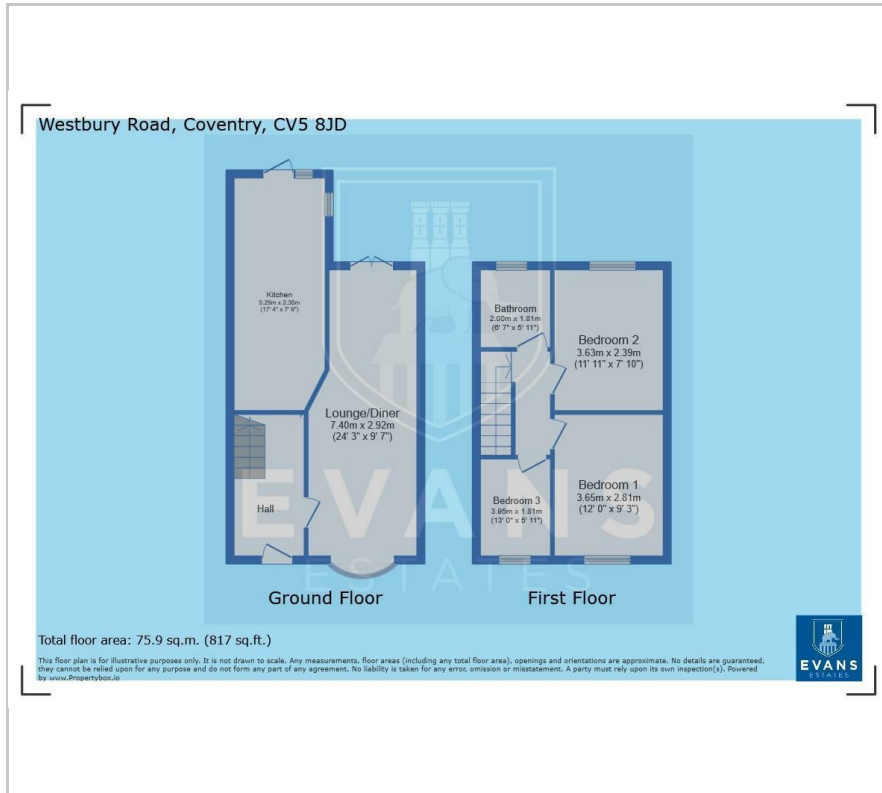 Westbury Road, Coventry, CV5 8JD
Kitchen
5.29m x 2.35m
(17' 4" x 7' 9")
Bathroom
2.00m x 1.81m
(6' 7" x 5' 11")
Bedroom 2
3.63m x 2.39m
(11' 11" x 7' 10")
Lounge/Diner
7.40m x 2.92m
(24' 3" x 9' 7")
Hall
Bedroom 3
3.95m x 1.81m
(13' 0" x 5' 11")
Bedroom 1
3.65m x 2.81m
(12' 0" x 9' 3")
EVANS
ESTATES
Ground Floor
First Floor
Total floor area: 75.9 sq.m. (817 sq.ft.)
This floor plan is for illustrative purposes only. It is not drawn to scale. Any measurements, floor areas (including any total floor area), openings and orientations are approximate. No details are guaranteed,
they cannot be relied upon for any purpose and do not form any part of any agreement. No liability is taken for any error, omission or misstatement. A party must rely upon its own inspection(s). Powered
by www.Propertybox.io
EVANS
ESTATES